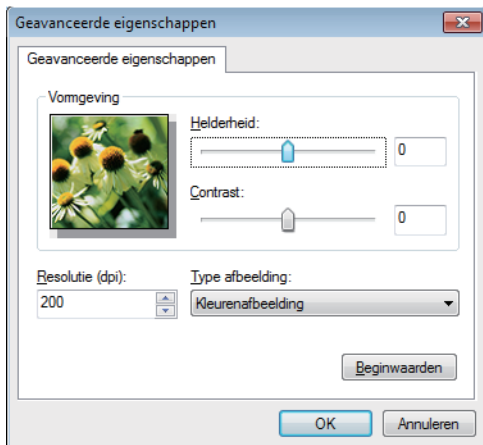 Geavanceerde eigenschappen
Geavanceerde eigenschappen
Vormgeving
Helderheid:
0
Contrast:
0
Resolutie (dpi):
200
Type afbeelding:
Kleurenafbeelding
Beginwaarden
OK
Annuleren